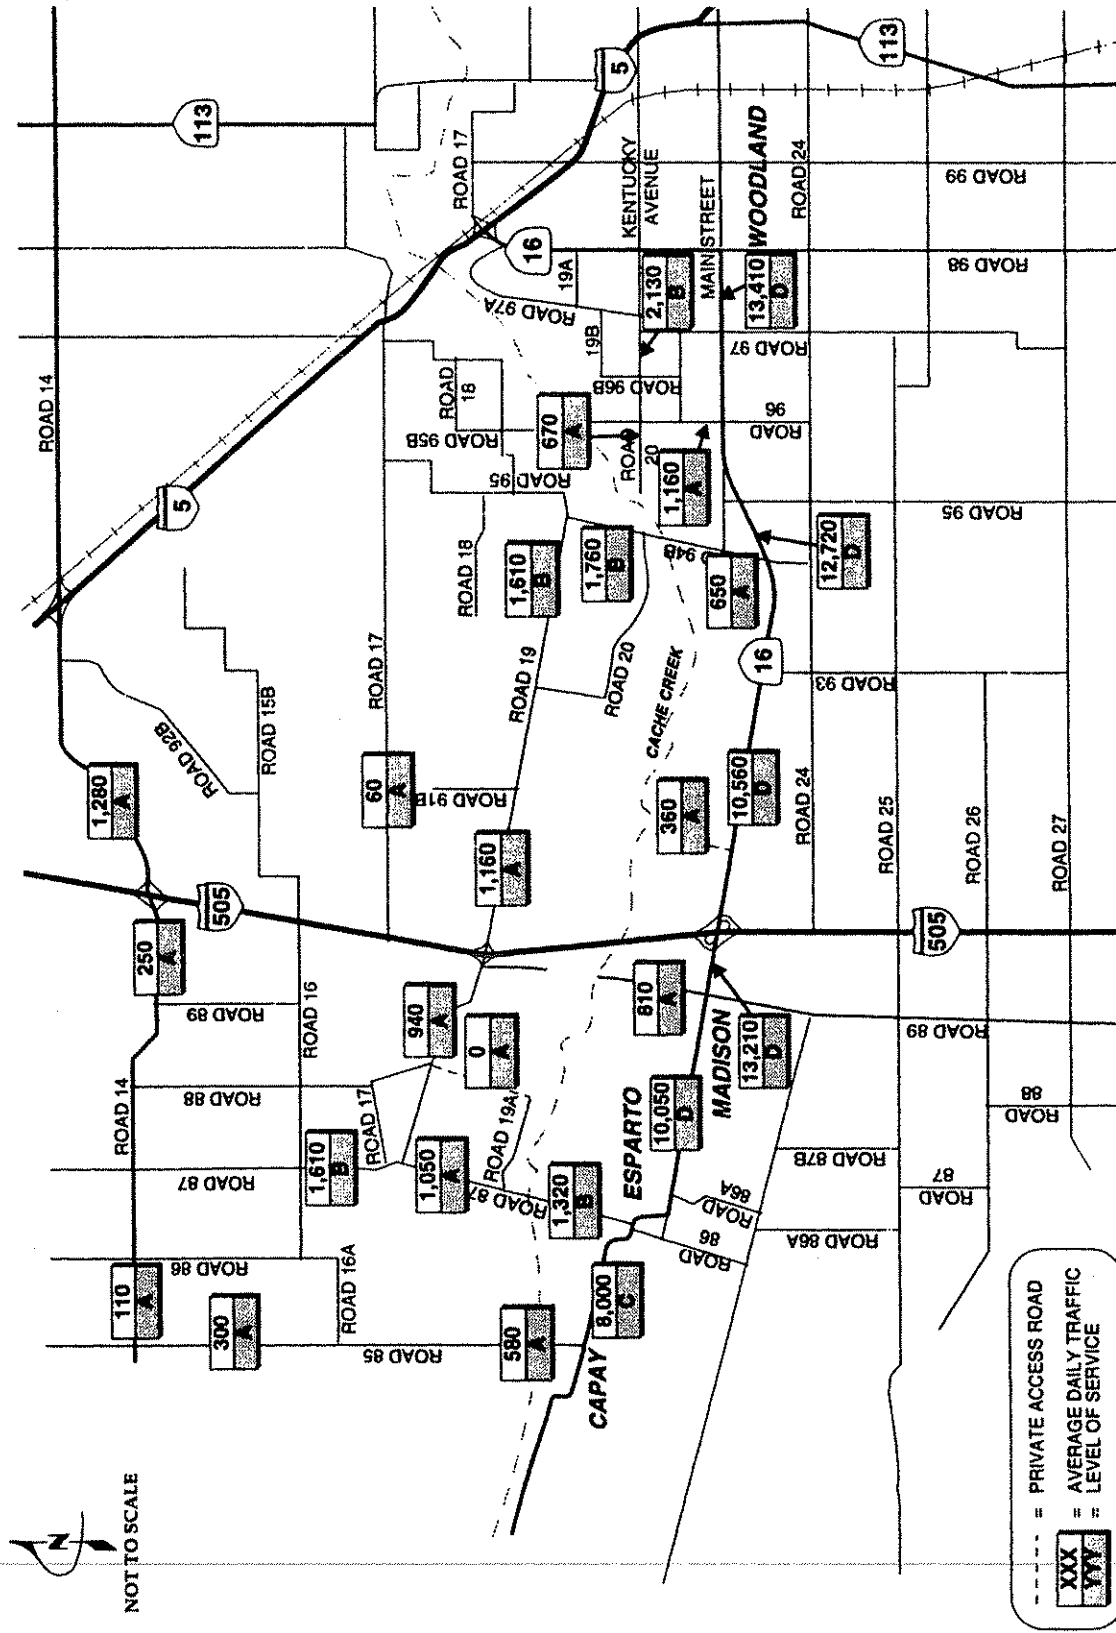 N
NOT TO SCALE
ROAD 14
ROAD 14
113
5
ROAD 92B
ROAD 15B
1,280
A
505
250
A
ROAD 89
ROAD 16
ROAD 88
ROAD 87
ROAD 86
110
A
300
A
ROAD 16A
ROAD 85
1,610
B
ROAD 17
1,050
A
ROAD 87
ROAD 19A
940
A
0
A
ROAD 17
60
A
ROAD 91B
1,160
A
ROAD 19
ROAD 18
1,610
B
1,760
B
ROAD 20
ROAD 95
ROAD 95B
ROAD
18
670
A
ROAD
20
1,160
A
ROAD 17
16
ROAD 97A
19A
19B
ROAD 96B
2,130
B
KENTUCKY
AVENUE
MAIN STREET
5
113
WOODLAND
13,410
D
ROAD 24
ROAD 99
ROAD 98
ROAD 97
ROAD
96
ROAD 95
D 94B
650
A
12,720
D
16
CACHE CREEK
ROAD 93
360
A
10,560
D
ROAD 24
ROAD 25
ROAD 26
ROAD 27
505
810
A
MADISON
13,210
D
ROAD 89
ROAD
88
ESPARTO
10,050
D
1,320
B
ROAD
86A
ROAD
86
ROAD 87B
ROAD 86A
ROAD
87
8,000
C
580
A
CAPAY
= PRIVATE ACCESS ROAD
XXX = AVERAGE DAILY TRAFFIC
YYY = LEVEL OF SERVICE